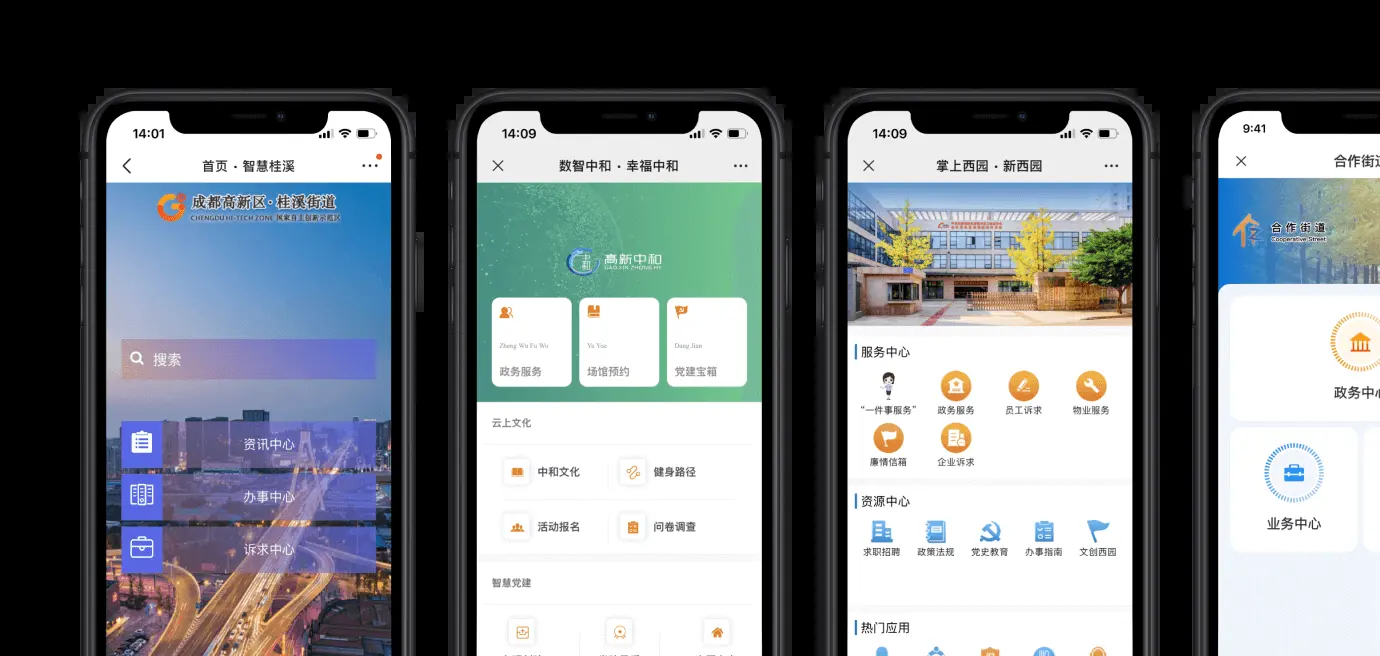 14:01
首页·智慧桂溪
成都高新区·桂溪街道
CHENGDU HI-TECH ZONE 国家自主创新示范区
搜索
资讯中心
办事中心
诉求中心
14:09
数智中和·幸福中和
中和
高新中和
GAO XIN ZHONG HE
Zheng Wu Fu Wu
政务服务
Yu Yue
场馆预约
Dang Jian
党建宝箱
云上文化
中和文化
健身路径
活动报名
问卷调查
智慧党建
14:09
掌上西园·新西园
服务中心
“一件事服务”
政务服务
员工诉求
物业服务
廉情信箱
企业诉求
资源中心
求职招聘
政策法规
党史教育
办事指南
文创西园
热门应用
9:41
合作街
合作街道
Cooperative Street
政务中
业务中心